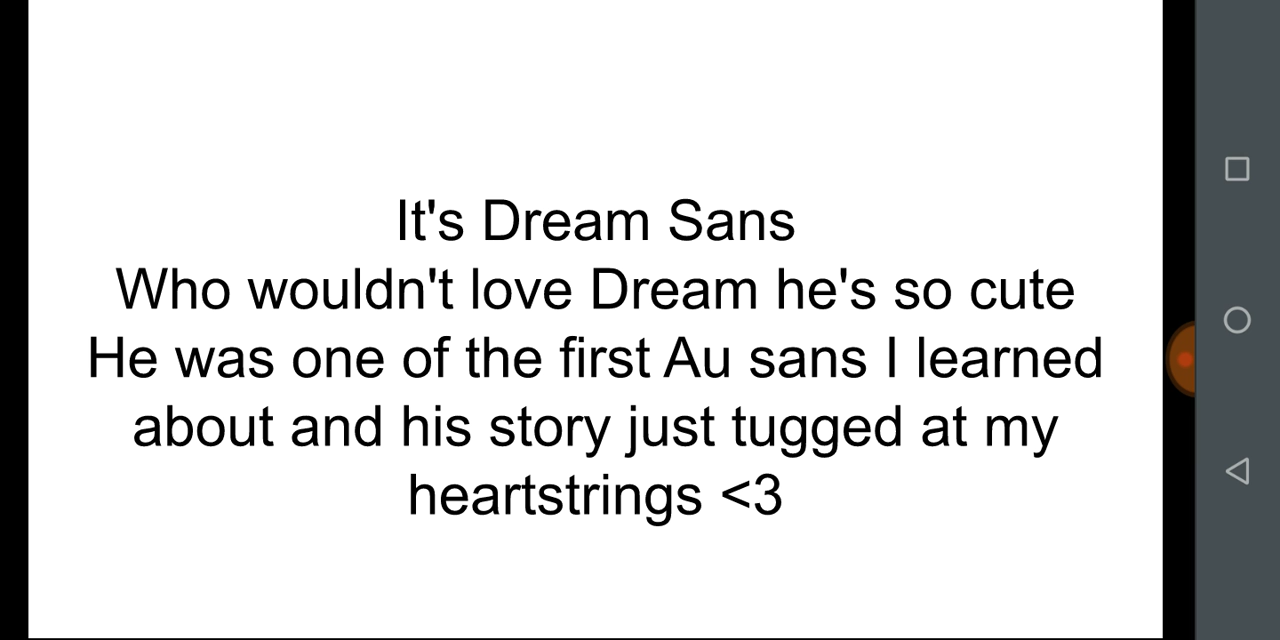 It's Dream Sans
Who wouldn't love Dream he's so cute
He was one of the first Au sans I learned
about and his story just tugged at my
heartstrings <3